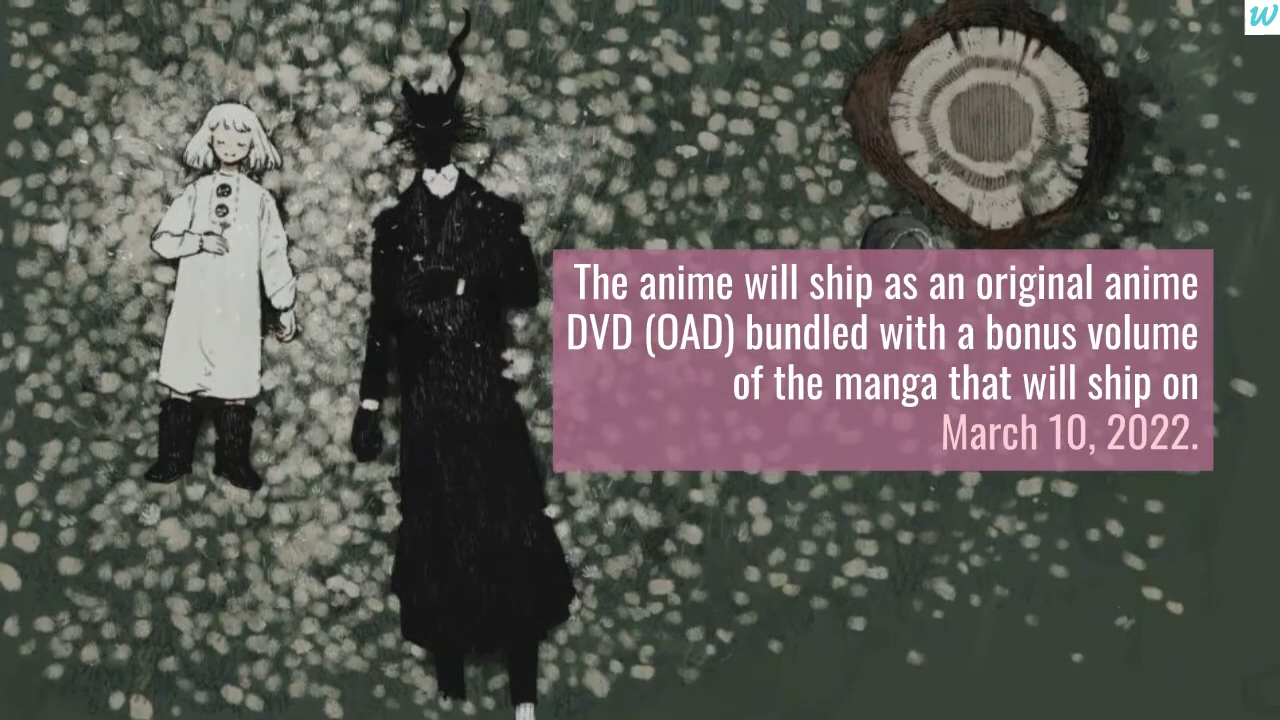 w
The anime will ship as an original anime
DVD (OAD) bundled with a bonus volume
of the manga that will ship on
March 10, 2022.